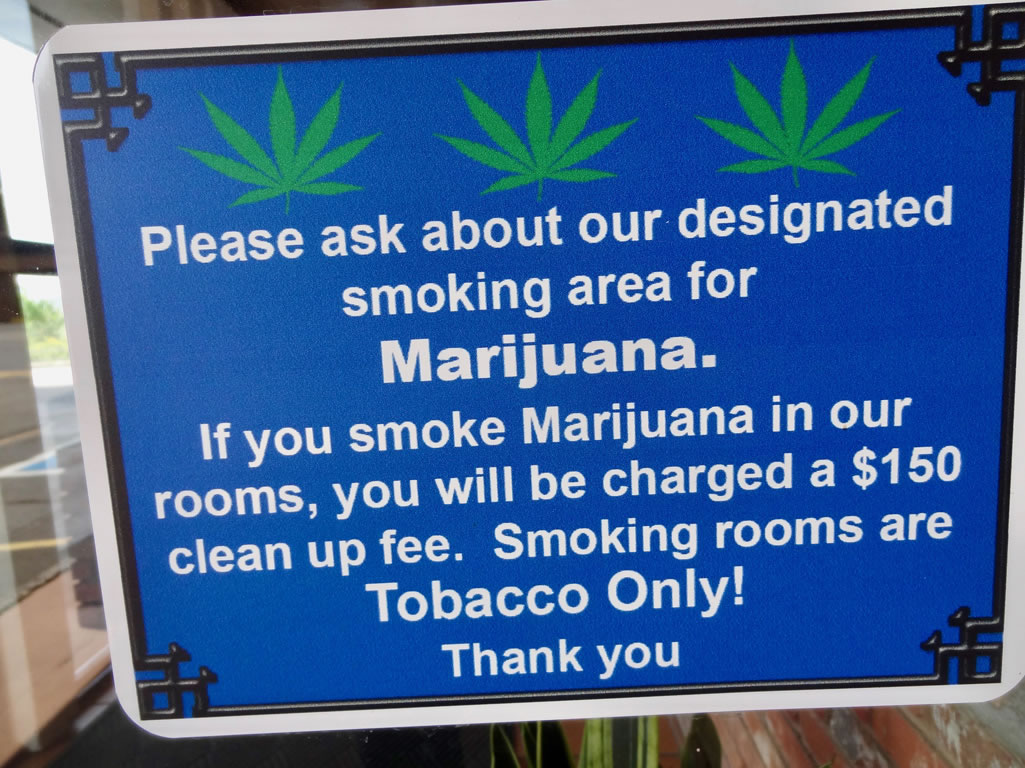 Please ask about our designated
smoking area for
Marijuana.
If you smoke Marijuana in our
rooms, you will be charged a $150
clean up fee.  Smoking rooms are
Tobacco Only!
Thank you